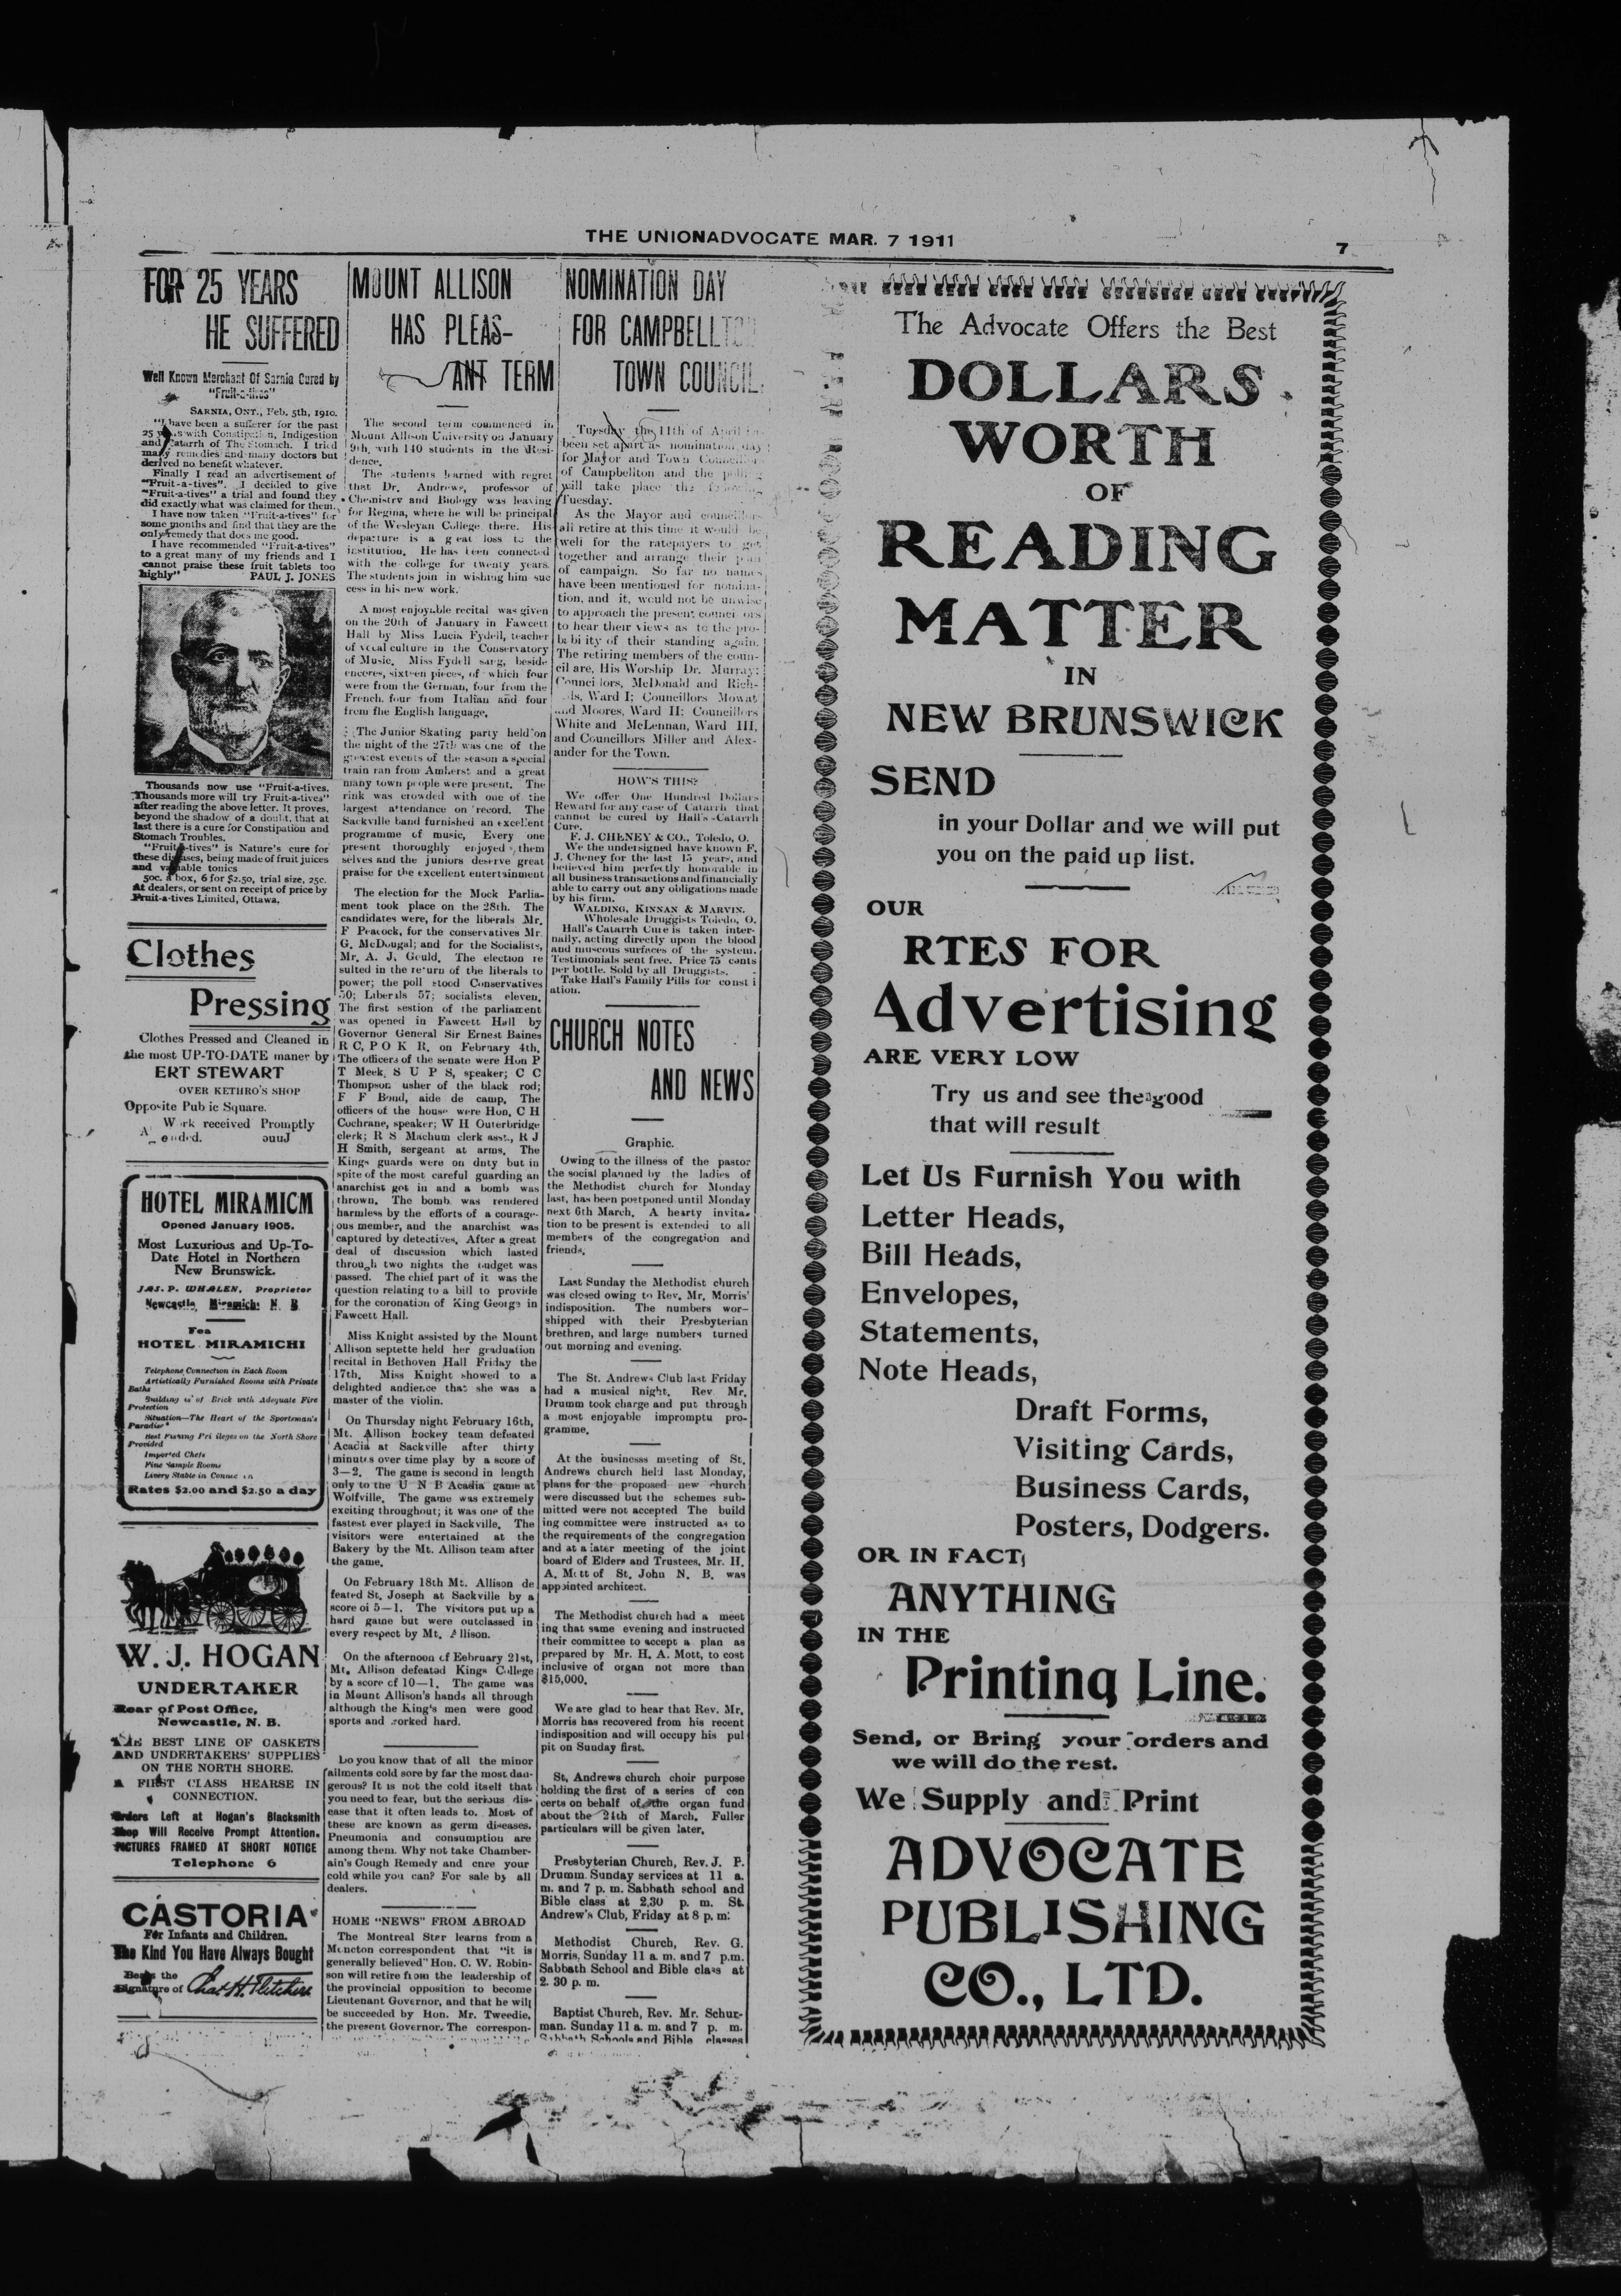 THE UNIONADVOCATE MAR. 7 1911
7
FOR 25 YEARS
HE SUFFERED
Well Known Merchant Of Sarnia Cured by
"Fruit-a-tives"
SARNIA, ONT., Feb. 5th, 1910.
"I have been a sufferer for the past
25 with Constipation, Indigestion
and Catarrh of The Stomach. I tried
many remedies and many doctors but
derived no benefit whatever.
Finally I read an advertisement of
"Fruit-a-tives". I decided to give
"Fruit-a-tives" a trial and found they
did exactly what was claimed for them.
I have now taken "Fruit-a-tives" for
some months and find that they are the
only remedy that does me good.
I have recommended "Fruit-a-tives"
to a great many of my friends and I
cannot praise these fruit tablets too
highly" PAUL J. JONES
Thousands now use "Fruit-a-tives.
Thousands more will try Fruit-a-tives"
after reading the above letter. It proves,
beyond the shadow of a doubt, that at
last there is a cure for Constipation and
Stomach Troubles.
"Fruit-a-tives" is Nature's cure for
these diseases, being made of fruit juices
and valuable tonics
50c. a box, 6 for $2.50, trial size, 25c.
At dealers, or sent on receipt of price by
Fruit-a-tives Limited, Ottawa.
Clothes
Pressing
Clothes Pressed and Cleaned in
the most UP-TO-DATE maner by
ERT STEWART
OVER KETHRO'S SHOP
Opposite Pub ic Square.
W rk received Promptly
HOTEL MIRAMICM
Opened January 1905.
Most Luxurious and Up-To-
Date Hotel in Northern
New Brunswick.
JAS. P. WHALEN, Proprietor
Newcastle, Miramichi N. B
Fea
HOTEL MIRAMICHI
Telephone Connection in Each Room
Artistically Furnished Rooms with Private
Baths
Building is of Brick with Adequate Fire
Protection
Situation—The Heart of the Sportsman's
Paradise
Best Fishing Pri ileges on the North Shore
Provided
Imported Chefs
Fine Sample Rooms
Livery Stable in
Rates $2.00 and $2.50 a day
W. J. HOGAN
UNDERTAKER
Rear of Post Office,
Newcastle, N. B.
BEST LINE OF CASKETS
AND UNDERTAKERS' SUPPLIES
ON THE NORTH SHORE.
A FIRST CLASS HEARSE IN
CONNECTION.
Orders Left at Hogan's Blacksmith
Shop Will Receive Prompt Attention.
PICTURES FRAMED AT SHORT NOTICE
Telephone 6
CASTORIA
For Infants and Children.
The Kind You Have Always Bought
Bears the
Signature of Chas. H. Fletcher
MOUNT ALLISON
HAS PLEAS-
ANT TERM
The second term commenced in
Mount Allison University on January
9th, with 140 students in the Resi-
dence.
The students learned with regret
that Dr. Andrews, professor of
Chemistry and Biology was leaving
for Regina, where he will be principal
of the Wesleyan College there. His
departure is a g eat loss to the
institution. He has been connected
with the college for twenty years.
The students join in wishing him suc
cess in his new work.
A most enjoyable recital was given
on the 20th of January in Fawcett
Hall by Miss Lucia Fydell, teacher
of vocal culture in the Conservatory
of Music. Miss Fydell sang, beside
encores, sixteen pieces, of which four
were from the German, four from the
French, four from Italian and four
from fhe English language.
The Junior Skating party held on
the night of the 27th was one of the
greatest events of the season a special
train ran from Amherst and a great
many town people were present. The
rink was crowded with one of the
largest attendance on record. The
Sackville band furnished an excellent
programme of music, Every one
present thoroughly enjoyed them
selves and the juniors deserve great
praise for the excellent entertainment
The election for the Mock Parlia-
ment took place on the 28th. The
candidates were, for the liberals Mr.
F Peacock, for the conservatives Mr.
G. McDougal; and for the Socialists,
Mr. A. J. Gould. The election re
sulted in the return of the liberals to
power; the poll stood Conservatives
50; Liberals 57; socialists eleven.
The first sestion of the parliament
was opened in Fawcett Hall by
Governor General Sir Ernest Baines
R C, P O K R, on February 4th.
The officers of the senate were Hon P
T Meek, S U P S, speaker; C C
Thompson usher of the black rod;
F F Bond, aide de camp. The
officers of the house were Hon. C H
Cochrane, speaker; W H Outerbridge
clerk; R S Machum clerk asst., R J
H Smith, sergeant at arms. The
Kings guards were on duty but in
spite of the most careful guarding an
anarchist got in and a bomb was
thrown. The bomb was rendered
harmless by the efforts of a courage-
ous member, and the anarchist was
captured by detectives. After a great
deal of discussion which lasted
through two nights the budget was
passed. The chief part of it was the
question relating to a bill to provide
for the coronation of King George in
Fawcett Hall.
Miss Knight assisted by the Mount
Allison septette held her graduation
recital in Bethoven Hall Friday the
17th. Miss Knight showed to a
delighted andience that she was a
master of the violin.
On Thursday night February 16th,
Mt. Allison hockey team defeated
Acadia at Sackville after thirty
minutes over time play by a score of
3—2. The game is second in length
only to the U N B Acadia game at
Wolfville. The game was extremely
exciting throughout; it was one of the
fastest ever played in Sackville. The
visitors were entertained at the
Bakery by the Mt. Allison team after
the game.
On February 18th Mt. Allison de
feated St. Joseph at Sackville by a
score oi 5—1. The visitors put up a
hard game but were outclassed in
every respect by Mt. Allison.
On the afternoon of Eebruary 21st,
Mt. Allison defeated Kings College
by a score of 10—1. The game was
in Mount Allison's hands all through
although the King's men were good
sports and orked hard.
Do you know that of all the minor
ailments cold sore by far the most dan-
gerous? It is not the cold itself that
you need to fear, but the serious dis-
ease that it often leads to. Most of
these are known as germ diseases.
Pneumonia and consumption are
among them. Why not take Chamber-
ain's Cough Remedy and cnre your
cold while you can? For sale by all
dealers.
HOME "NEWS" FROM ABROAD
The Montreal Star learns from a
Moncton correspondent that "it is
generally believed" Hon. C. W. Robin-
son will retire from the leadership of
the provincial opposition to become
Lieutenant Governor, and that he will
be succeeded by Hon. Mr. Tweedie,
the present Governor. The correspon-
NOMINATION DAY
FOR CAMPBELLTON
TOWN COUNCIL.
Tuesday the 11th of April
been set apart as nomination day
for Mayor and Town Councillors
of Campbellton and the
will take place the
Tuesday.
As the Mayor and councillors
all retire at this time it would be
well for the ratepayers to get
together and arrange their plan
of campaign. So far no names
have been mentioned for nomina-
tion, and it, would not be unwise
to approach the present counci ors
to hear their views as to the pro-
babi ity of their standing again.
The retiring members of the coun-
cil are, His Worship Dr. Murray;
Counci lors, McDonald and Rich-
ds, Ward I; Councillors Mowat
and Moores, Ward II; Councillors
White and McLennan, Ward III,
and Councillors Miller and Alex-
ander for the Town.
HOW'S THIS?
We offer One Hundred Dollars
Reward for any case of Catarrh that
cannot be cured by Hall's Catarrh
Cure.
F. J. CHENEY & CO., Toledo, O.
We the undersigned have known F.
J. Cheney for the last 15 years, and
believed him perfectly honorable in
all business transactions and financially
able to carry out any obligations made
by his firm.
WALDING, KINNAN & MARVIN.
Wholesale Druggists Toledo, O.
Hall's Catarrh Cure is taken inter-
nally, acting directly upon the blood
and muscous surfaces of the system.
Testimonials sent free. Price 75 cents
per bottle. Sold by all Druggists.
Take Hall's Family Pills for const i
ation.
CHURCH NOTES
AND NEWS
Graphic.
Owing to the illness of the pastor
the social planned by the ladies of
the Methodist church for Monday
last, has been postponed until Monday
next 6th March. A hearty invita-
tion to be present is extended to all
members of the congregation and
friends.
Last Sunday the Methodist church
was closed owing to Rev. Mr. Morris'
indisposition. The numbers wor-
shipped with their Presbyterian
brethren, and large numbers turned
out morning and evening.
The St. Andrews Club last Friday
had a musical night. Rev. Mr.
Drumm took charge and put through
a most enjoyable impromptu pro-
gramme.
At the businesss meeting of St.
Andrews church held last Monday,
plans for the proposed new church
were discussed but the schemes sub-
mitted were not accepted The build
ing committee were instructed as to
the requirements of the congregation
and at a later meeting of the joint
board of Elders and Trustees, Mr. H.
A. Mott of St. John N. B. was
appointed architect.
The Methodist church had a meet
ing that same evening and instructed
their committee to accept a plan as
prepared by Mr. H. A. Mott, to cost
inclusive of organ not more than
$15,000.
We are glad to hear that Rev. Mr.
Morris has recovered from his recent
indisposition and will occupy his pul
pit on Sunday first.
St, Andrews church choir purpose
holding the first of a series of con
certs on behalf of the organ fund
about the 24th of March. Fuller
particulars will be given later.
Presbyterian Church, Rev. J. P.
Drumm. Sunday services at 11 a.
m. and 7 p. m. Sabbath school and
Bible class at 2.30 p. m. St.
Andrew's Club, Friday at 8 p. m.
Methodist Church, Rev. G.
Morris, Sunday 11 a. m. and 7 p.m.
Sabbath School and Bible class at
2. 30 p. m.
Baptist Church, Rev. Mr. Schur-
man. Sunday 11 a. m. and 7 p. m.
Sabbath Schools and Bible classes
The Advocate Offers the Best
DOLLARS
WORTH
OF
READING
MATTER
IN
NEW BRUNSWICK
SEND
in your Dollar and we will put
you on the paid up list.
OUR
RTES FOR
Advertising
ARE VERY LOW
Try us and see the good
that will result
Let Us Furnish You with
Letter Heads,
Bill Heads,
Envelopes,
Statements,
Note Heads,
Draft Forms,
Visiting Cards,
Business Cards,
Posters, Dodgers.
OR IN FACT,
ANYTHING
IN THE
Printing Line.
Send, or Bring your orders and
we will do the rest.
We Supply and Print
ADVOCATE
PUBLISHING
CO., LTD.